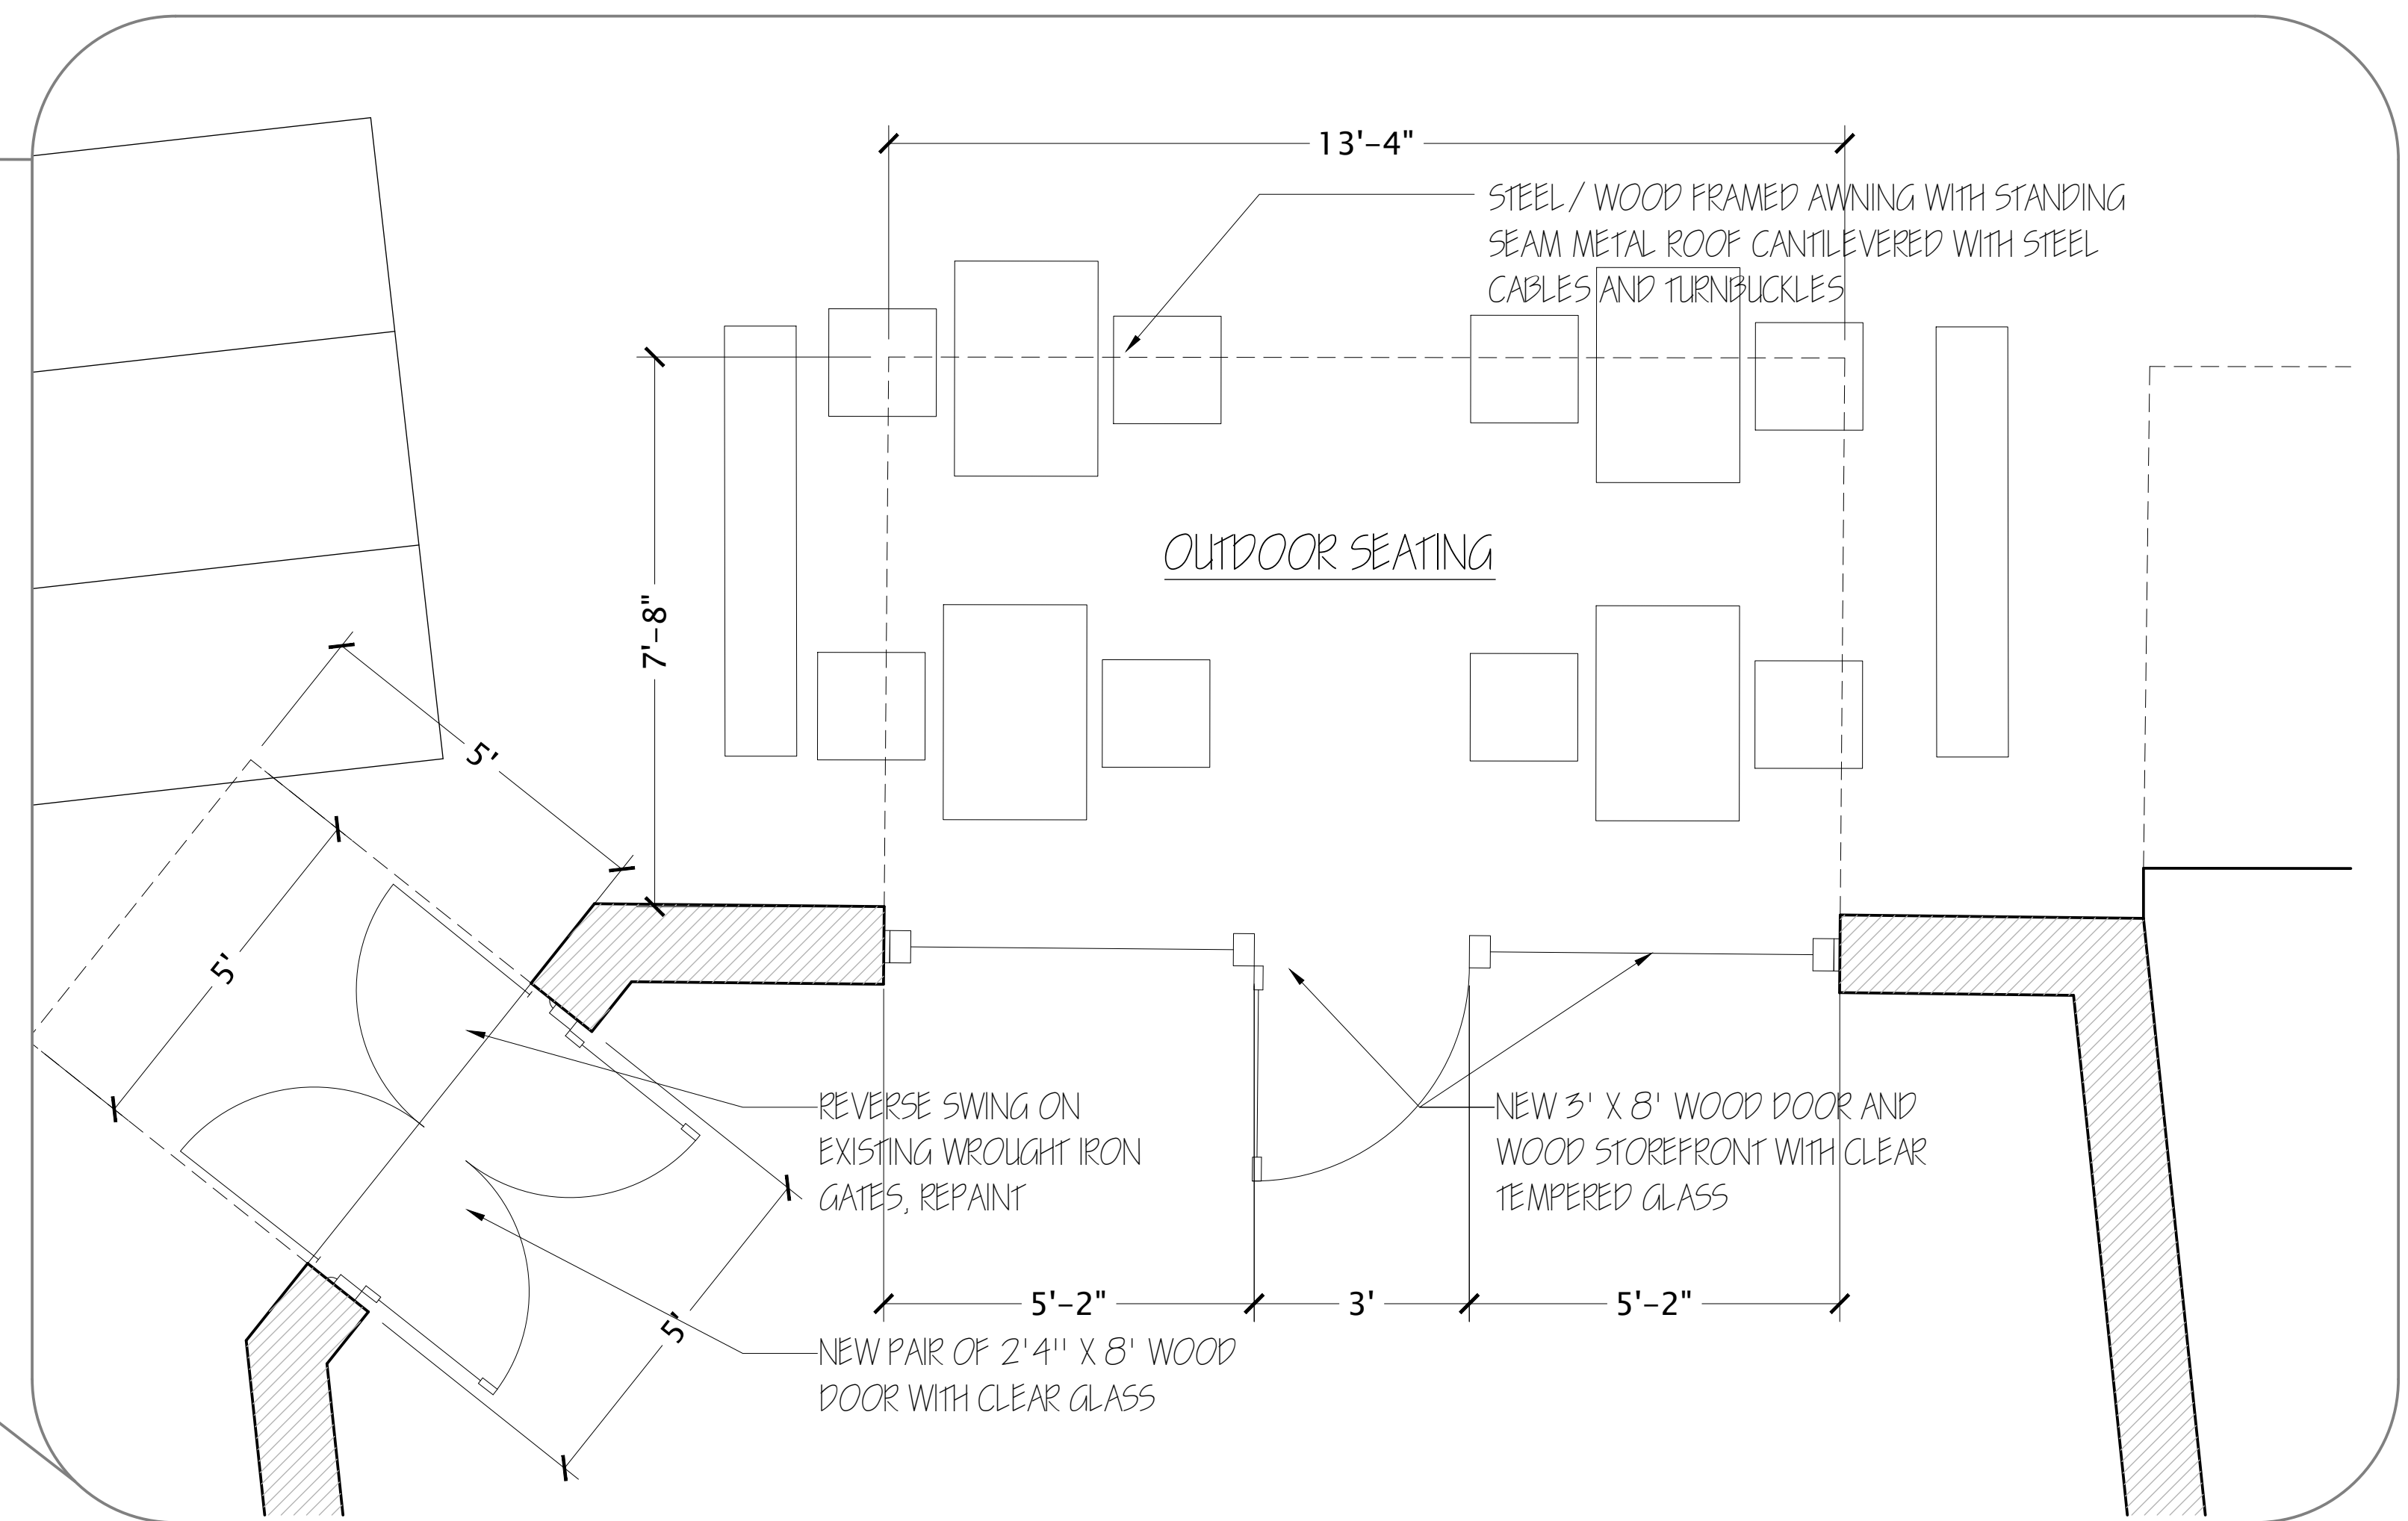 13'-4"
STEEL / WOOD FRAMED AWNING WITH STANDING
SEAM METAL ROOF CANTILEVERED WITH STEEL
CABLES AND TURNBUCKLES
OUTDOOR SEATING
7'-8"
5'
5'
REVERSE SWING ON
EXISTING WROUGHT IRON
GATES, REPAINT
NEW 3' X 8' WOOD DOOR AND
WOOD STOREFRONT WITH CLEAR
TEMPERED GLASS
5'-2"
3'
5'-2"
5'
NEW PAIR OF 2'4'' X 8' WOOD
DOOR WITH CLEAR GLASS